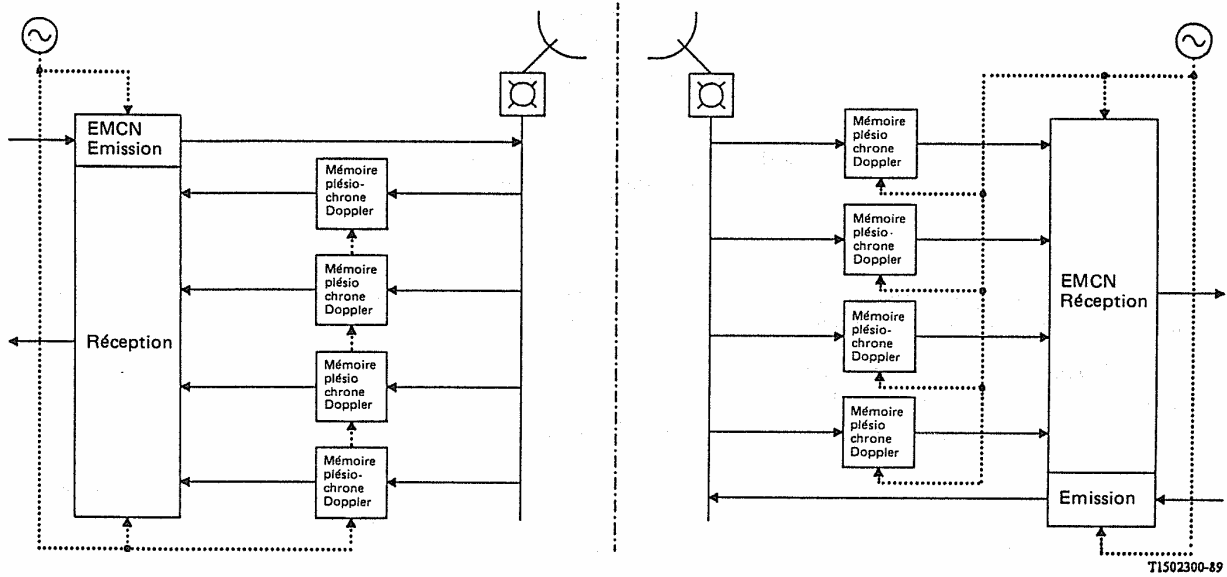 EMCN
Emission
Réception
Mémoire
plésio-
chrone
Doppler
Mémoire
plésio
chrone
Doppler
Mémoire
plésio
chrone
Doppler
Mémoire
plésio-
chrone
Doppler
Mémoire
plésio
chrone
Doppler
Mémoire
plésio-
chrone
Doppler
Mémoire
plésio-
chrone
Doppler
Mémoire
plésio
chrone
Doppler
EMCN
Réception
Emission
T1502300-89